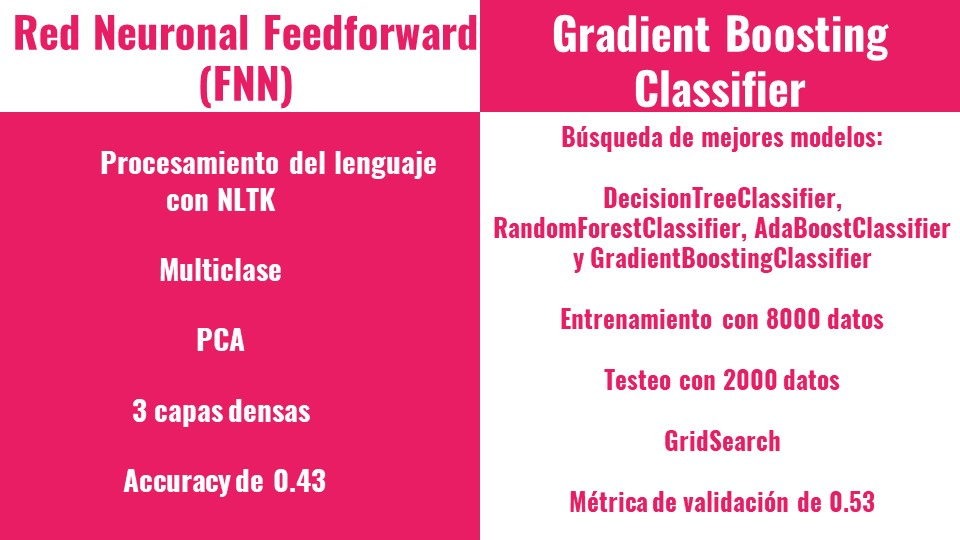 Red Neuronal Feedforward
(FNN)
Procesamiento del lenguaje
con NLTK
Multiclase
PCA
3 capas densas
Accuracy de 0.43
Gradient Boosting
Classifier
Búsqueda de mejores modelos:
DecisionTreeClassifier,
RandomForestClassifier, AdaBoostClassifier
y GradientBoostingClassifier
Entrenamiento con 8000 datos
Testeo con 2000 datos
GridSearch
Métrica de validación de 0.53